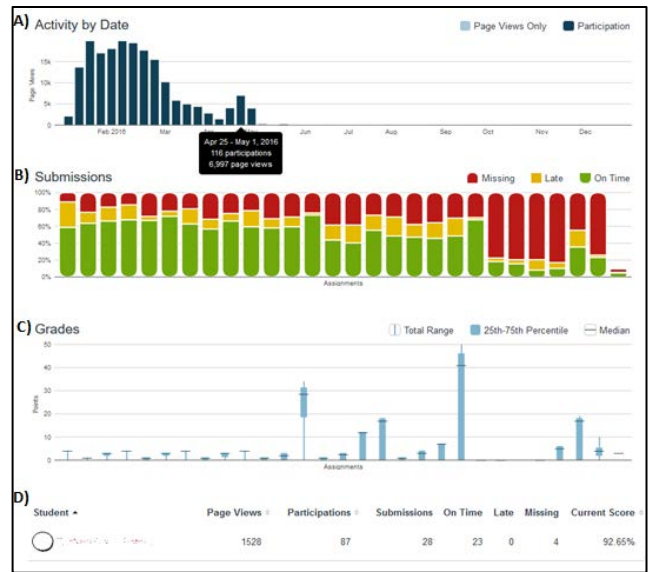 A) Activity by Date
Page Views Only Participation
Page Views
15k
10k
5k
0
Feb 2016 Mar Jun Jul Aug Sep Oct Nov Dec
Apr 25 - May 1, 2016
116 participations
6,997 page views
B) Submissions
Missing Late On Time
100%
80%
60%
40%
20%
0%
Assignments
C) Grades
Total Range 25th-75th Percentile Median
Points
50
40
30
20
10
0
Assignments
D)
Student Page Views Participations Submissions On Time Late Missing Current Score
1528 87 28 23 0 4 92.65%